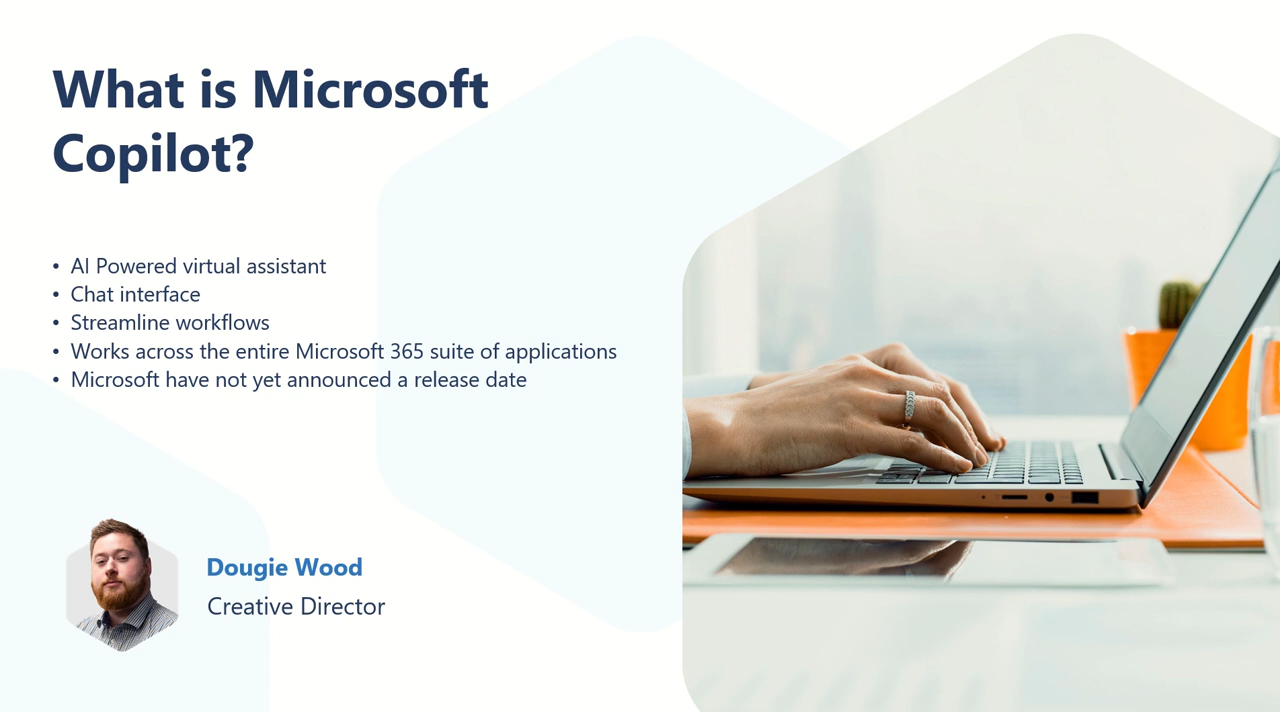 What is Microsoft
Copilot?
• AI Powered virtual assistant
• Chat interface
• Streamline workflows
• Works across the entire Microsoft 365 suite of applications
• Microsoft have not yet announced a release date
Dougie Wood
Creative Director